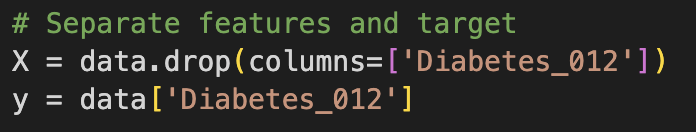 # Separate features and target
X = data.drop(columns=['Diabetes_012'])
y = data['Diabetes_012']